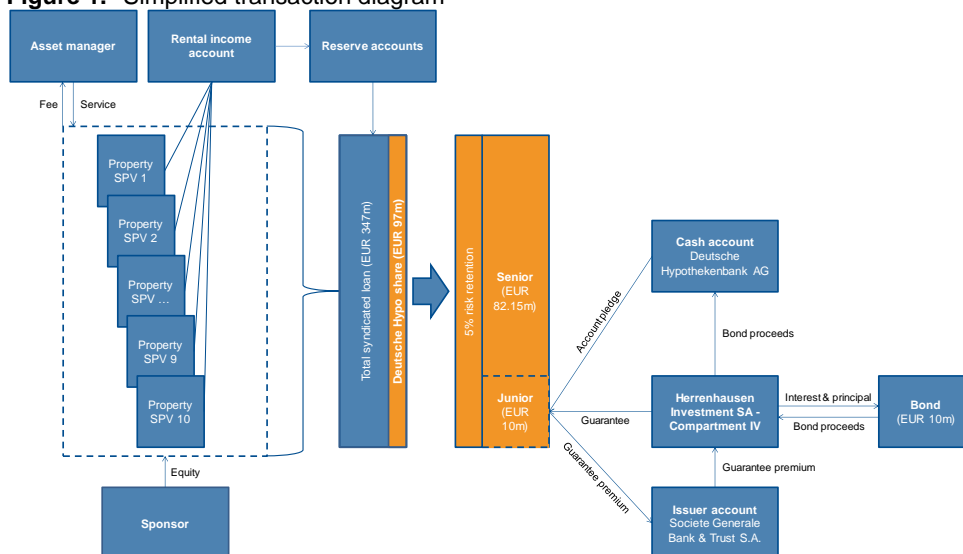 Figure 1. Simplified transaction diagram
Asset manager
Rental income
account
Reserve accounts
Fee
Service
Property
SPV 1
Property
SPV 2
Property
SPV ...
Property
SPV 9
Property
SPV 10
Equity
Sponsor
Total syndicated loan (EUR 347m)
Deutsche Hypo share (EUR 97m)
5% risk retention
Senior
(EUR
82.15m)
Junior
(EUR
10m)
Account pledge
Guarantee
Guarantee premium
Cash account
Deutsche
Hypothekenbank AG
Bond proceeds
Herrenhausen
Investment SA -
Compartment IV
Interest & principal
Bond proceeds
Bond
(EUR 10m)
Guarantee premium
Issuer account
Societe Generale
Bank & Trust S.A.